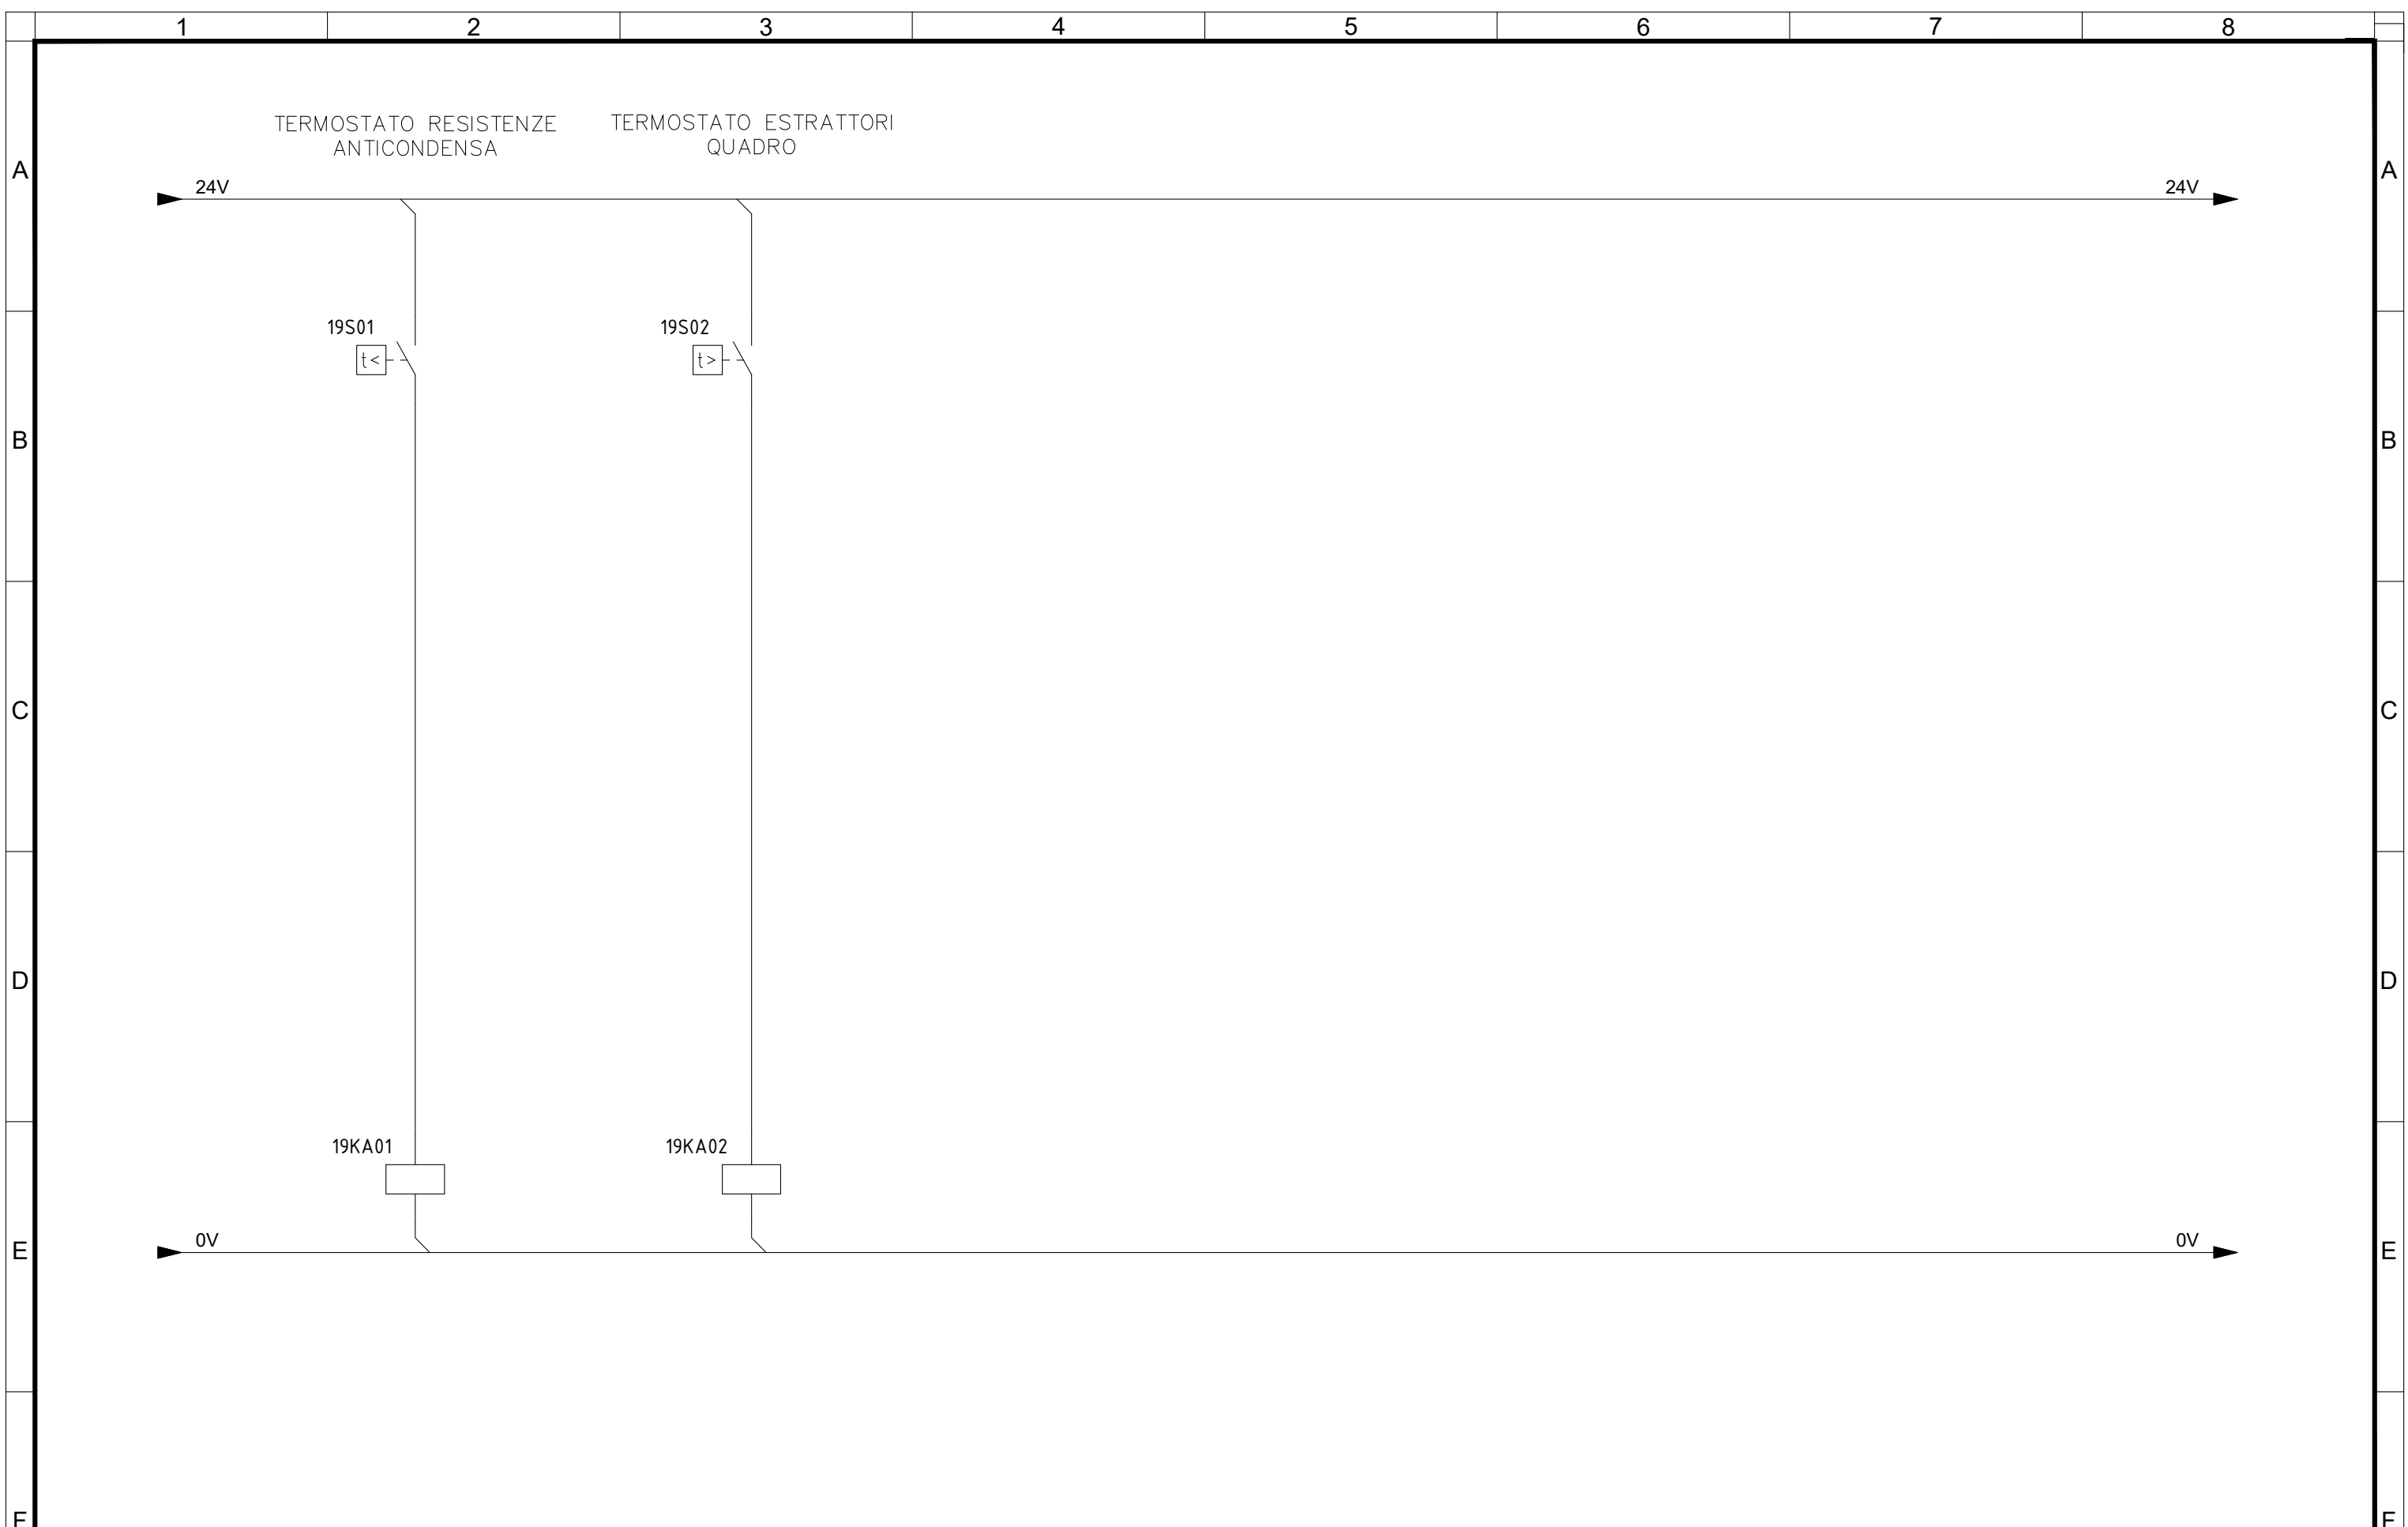 1 2 3 4 5 6 7 8
TERMOSTATO RESISTENZE
ANTICONDENSA
TERMOSTATO ESTRATTORI
QUADRO
A A
24V 24V
19S01 19S02
t< t>
B B
C C
D D
19KA01 19KA02
0V 0V
E E
F F